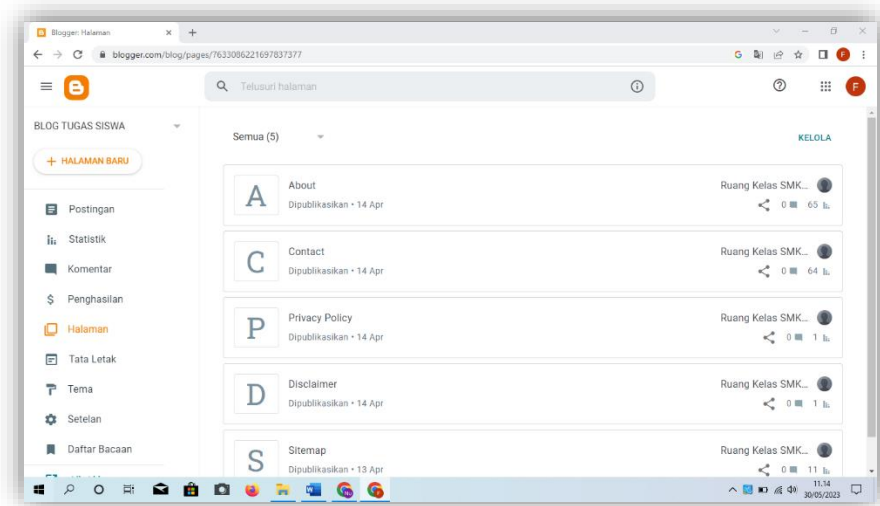 Blogger: Halaman
blogger.com/blog/pages/7633086221697837377
Telusuri halaman
F
BLOG TUGAS SISWA
+ HALAMAN BARU
Postingan
Statistik
Komentar
Penghasilan
Halaman
Tata Letak
Tema
Setelan
Daftar Bacaan
Semua (5)
KELOLA
A
About
Dipublikasikan • 14 Apr
Ruang Kelas SMK...
0 65
C
Contact
Dipublikasikan • 14 Apr
Ruang Kelas SMK...
0 64
P
Privacy Policy
Dipublikasikan • 14 Apr
Ruang Kelas SMK...
0 1
D
Disclaimer
Dipublikasikan • 14 Apr
Ruang Kelas SMK...
0 1
S
Sitemap
Dipublikasikan • 13 Apr
Ruang Kelas SMK...
0 11
11.14
30/05/2023